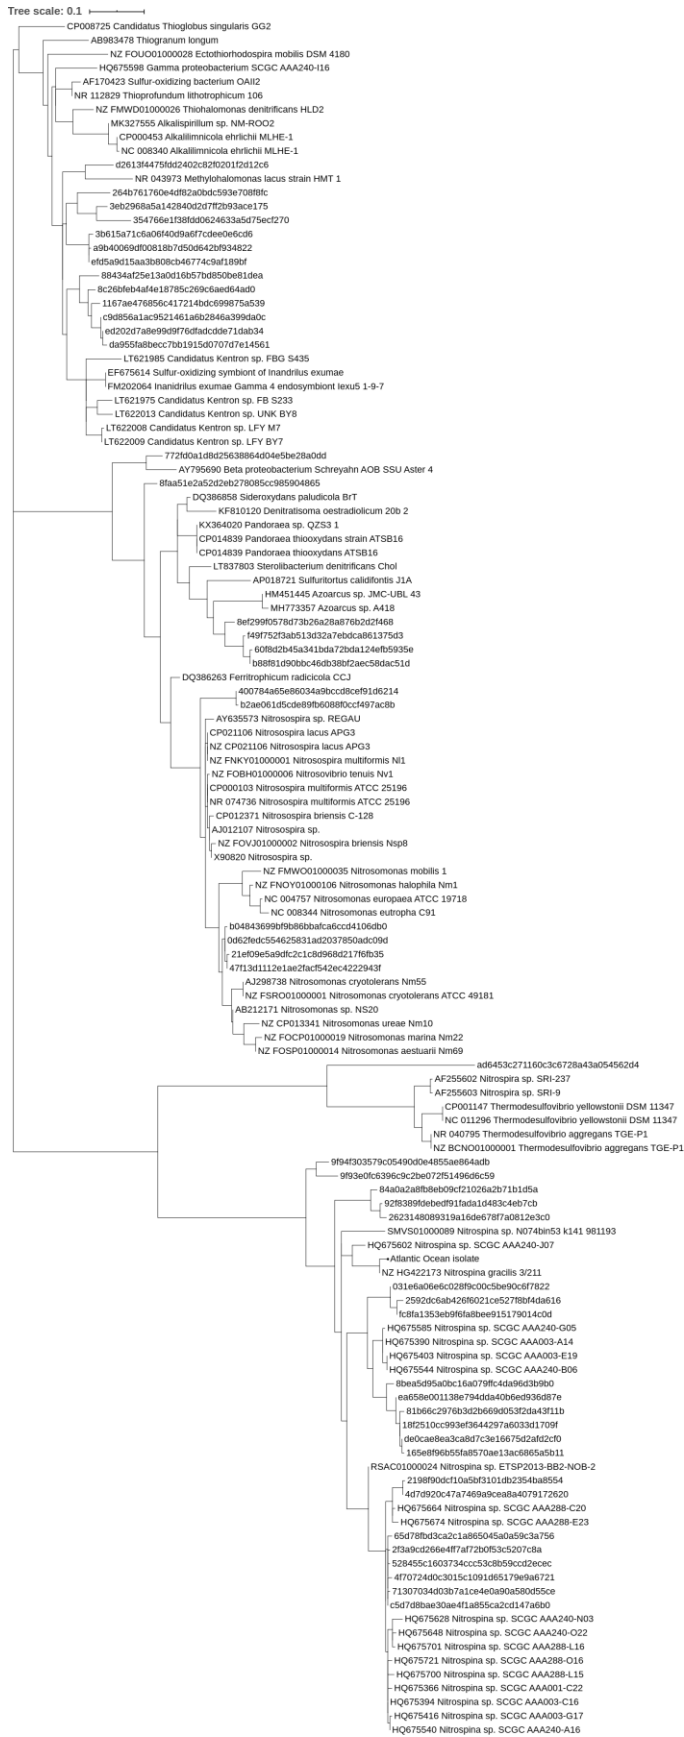 Tree scale: 0.1
CP008725 Candidatus Thioglobus singularis GG2
AB983478 Thiogranum longum
NZ FOUO01000028 Ectothiorhodospira mobilis DSM 4180
HQ675598 Gamma proteobacterium SCGC AAA240-I16
AF170423 Sulfur-oxidizing bacterium OAII2
NR 112829 Thioprofundum lithotrophicum 106
NZ FMWD01000026 Thiohalomonas denitrificans HLD2
MK327555 Alkalispirillum sp. NM-ROO2
CP000453 Alkalilimnicola ehrlichii MLHE-1
NC 008340 Alkalilimnicola ehrlichii MLHE-1
d2613f4475fdd2402c82f0201f2d12c6
NR 043973 Methylohalomonas lacus strain HMT 1
264b761760e4df82a0bdc593e708f8fc
3eb2968a5a142840d2d7ff2b93ace175
354766e1f38fdd0624633a5d75ecf270
3b615a71c6a06f40d9a6f7cdee0e6cd6
a9b40069df00818b7d50d642bf934822
efd5a9d15aa3b808cb46774c9af189bf
88434af25e13a0d16b57bd850be81dea
8c26bfeb4af4e18785c269c6aed64ad0
1167ae476856c417214bdc699875a539
c9d856a1ac9521461a6b2846a399da0c
ed202d7a8e99d9f76dfadcdde71dab34
da955fa8becc7bb1915d0707d7e14561
LT621985 Candidatus Kentron sp. FBG S435
EF675614 Sulfur-oxidizing symbiont of Inandrilus exumae
FM202064 Inanidrilus exumae Gamma 4 endosymbiont Iexu5 1-9-7
LT621975 Candidatus Kentron sp. FB S233
LT622013 Candidatus Kentron sp. UNK BY8
LT622008 Candidatus Kentron sp. LFY M7
LT622009 Candidatus Kentron sp. LFY BY7
772fd0a1d8d25638864d04e5be28a0dd
AY795690 Beta proteobacterium Schreyahn AOB SSU Aster 4
8faa51e2a52d2eb278085cc985904865
DQ386858 Sideroxydans paludicola BrT
KF810120 Denitratisoma oestradiolicum 20b 2
KX364020 Pandoraea sp. QZS3 1
CP014839 Pandoraea thiooxydans strain ATSB16
CP014839 Pandoraea thiooxydans ATSB16
LT837803 Sterolibacterium denitrificans Chol
AP018721 Sulfuritortus calidifontis J1A
HM451445 Azoarcus sp. JMC-UBL 43
MH773357 Azoarcus sp. A418
8ef299f0578d73b26a28a876b2d2f468
f49f752f3ab513d32a7ebdca861375d3
60f8d2b45a341bda72bda124efb5935e
b88f81d90bbc46db38bf2aec58dac51d
DQ386263 Ferritrophicum radicicola CCJ
400784a65e86034a9bccd8cef91d6214
b2ae061d5cde89fb6088f0ccf497ac8b
AY635573 Nitrosospira sp. REGAU
CP021106 Nitrosospira lacus APG3
NZ CP021106 Nitrosospira lacus APG3
NZ FNKY01000001 Nitrosospira multiformis Nl1
NZ FOBH01000006 Nitrosovibrio tenuis Nv1
CP000103 Nitrosospira multiformis ATCC 25196
NR 074736 Nitrosospira multiformis ATCC 25196
CP012371 Nitrosospira briensis C-128
AJ012107 Nitrosospira sp.
NZ FOVJ01000002 Nitrosospira briensis Nsp8
X90820 Nitrosospira sp.
NZ FMWO01000035 Nitrosomonas mobilis 1
NZ FNOY01000106 Nitrosomonas halophila Nm1
NC 004757 Nitrosomonas europaea ATCC 19718
NC 008344 Nitrosomonas eutropha C91
b04843699bf9b86bbafca6ccd4106db0
0d62fedc554625831ad2037850adc09d
21ef09e5a9dfc2c1c8d968d217f6fb35
47f13d1112e1ae2facf542ec4222943f
AJ298738 Nitrosomonas cryotolerans Nm55
NZ FSRO01000001 Nitrosomonas cryotolerans ATCC 49181
AB212171 Nitrosomonas sp. NS20
NZ CP013341 Nitrosomonas ureae Nm10
NZ FOCP01000019 Nitrosomonas marina Nm22
NZ FOSP01000014 Nitrosomonas aestuarii Nm69
ad6453c271160c3c6728a43a054562d4
AF255602 Nitrospira sp. SRI-237
AF255603 Nitrospira sp. SRI-9
CP001147 Thermodesulfovibrio yellowstonii DSM 11347
NC 011296 Thermodesulfovibrio yellowstonii DSM 11347
NR 040795 Thermodesulfovibrio aggregans TGE-P1
NZ BCNO01000001 Thermodesulfovibrio aggregans TGE-P1
9f94f303579c05490d0e4855ae864adb
9f93e0fc6396c9c2be072f51496d6c59
84a0a2a8fb8eb09cf21026a2b71b1d5a
92f8389fdebedf91fada1d483c4eb7cb
2623148089319a16de678f7a0812e3c0
SMVS01000089 Nitrospina sp. N074bin53 k141 981193
HQ675602 Nitrospina sp. SCGC AAA240-J07
Atlantic Ocean isolate
NZ HG422173 Nitrospina gracilis 3/211
031e6a06e6c028f9c00c5be90c6f7822
2592dc6ab426f6021ce527f8bf4da616
fc8fa1353eb9f6fa8bee915179014c0d
HQ675585 Nitrospina sp. SCGC AAA240-G05
HQ675390 Nitrospina sp. SCGC AAA003-A14
HQ675403 Nitrospina sp. SCGC AAA003-E19
HQ675544 Nitrospina sp. SCGC AAA240-B06
8bea5d95a0bc16a079ffc4da96d3b9b0
ea658e001138e794dda40b6ed936d87e
81b66c2976b3d2b669d053f2da43f11b
18f2510cc993ef3644297a6033d1709f
de0cae8ea3ca8d7c3e16675d2afd2cf0
165e8f96b55fa8570ae13ac6865a5b11
RSAC01000024 Nitrospina sp. ETSP2013-BB2-NOB-2
2198f90dcf10a5bf3101db2354ba8554
4d7d920c47a7469a9cea8a4079172620
HQ675664 Nitrospina sp. SCGC AAA288-C20
HQ675674 Nitrospina sp. SCGC AAA288-E23
65d78fbd3ca2c1a865045a0a59c3a756
2f3a9cd266e4ff7af72b0f53c5207c8a
528455c1603734ccc53c8b59ccd2ecec
4f70724d0c3015c1091d65179e9a6721
71307034d03b7a1ce4e0a90a580d55ce
c5d7d8bae30ae4f1a855ca2cd147a6b0
HQ675628 Nitrospina sp. SCGC AAA240-N03
HQ675648 Nitrospina sp. SCGC AAA240-O22
HQ675701 Nitrospina sp. SCGC AAA288-L16
HQ675721 Nitrospina sp. SCGC AAA288-O16
HQ675700 Nitrospina sp. SCGC AAA288-L15
HQ675366 Nitrospina sp. SCGC AAA001-C22
HQ675394 Nitrospina sp. SCGC AAA003-C16
HQ675416 Nitrospina sp. SCGC AAA003-G17
HQ675540 Nitrospina sp. SCGC AAA240-A16